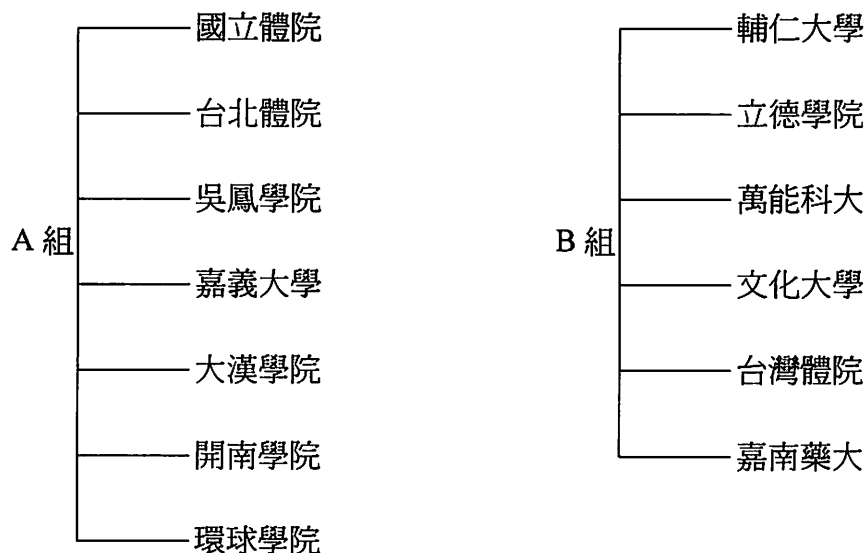 A 組
國立體院
台北體院
吳鳳學院
嘉義大學
大漢學院
開南學院
環球學院
B 組
輔仁大學
立德學院
萬能科大
文化大學
台灣體院
嘉南藥大